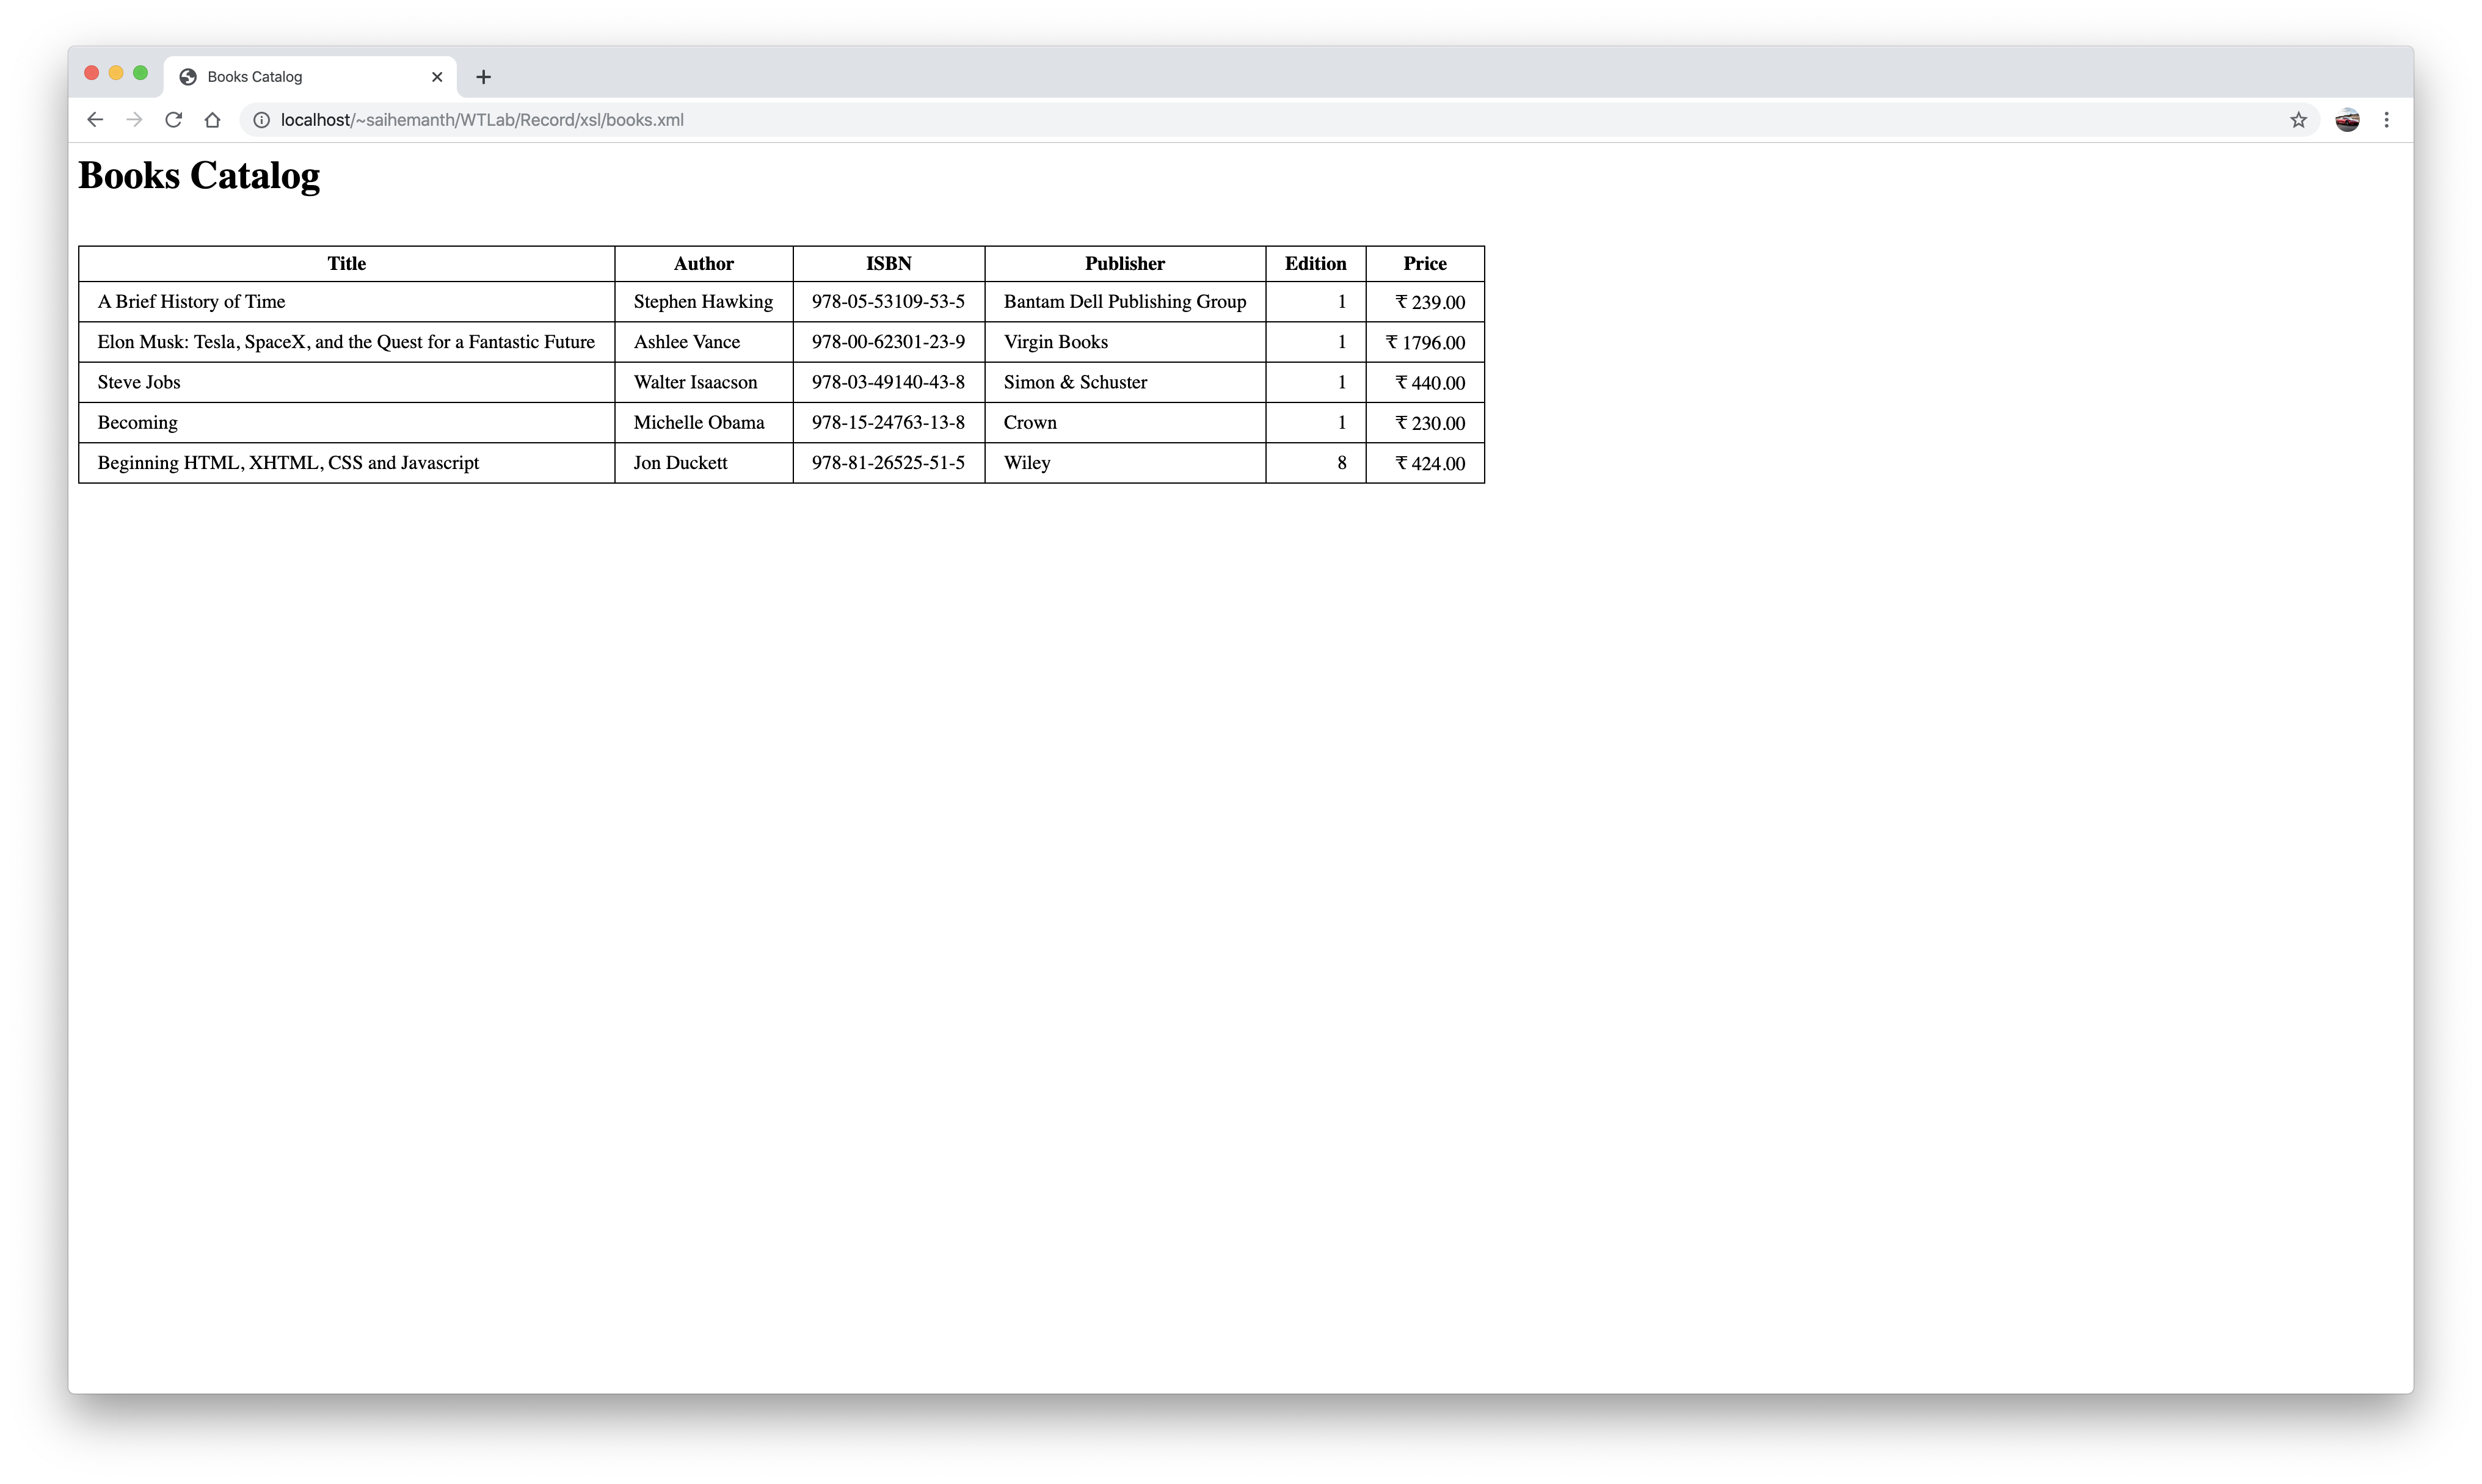 Books Catalog
localhost/~saihemanth/WTLab/Record/xsl/books.xml
Books Catalog
Title Author ISBN Publisher Edition Price
A Brief History of Time Stephen Hawking 978-05-53109-53-5 Bantam Dell Publishing Group 1 ₹ 239.00
Elon Musk: Tesla, SpaceX, and the Quest for a Fantastic Future Ashlee Vance 978-00-62301-23-9 Virgin Books 1 ₹ 1796.00
Steve Jobs Walter Isaacson 978-03-49140-43-8 Simon & Schuster 1 ₹ 440.00
Becoming Michelle Obama 978-15-24763-13-8 Crown 1 ₹ 230.00
Beginning HTML, XHTML, CSS and Javascript Jon Duckett 978-81-26525-51-5 Wiley 8 ₹ 424.00